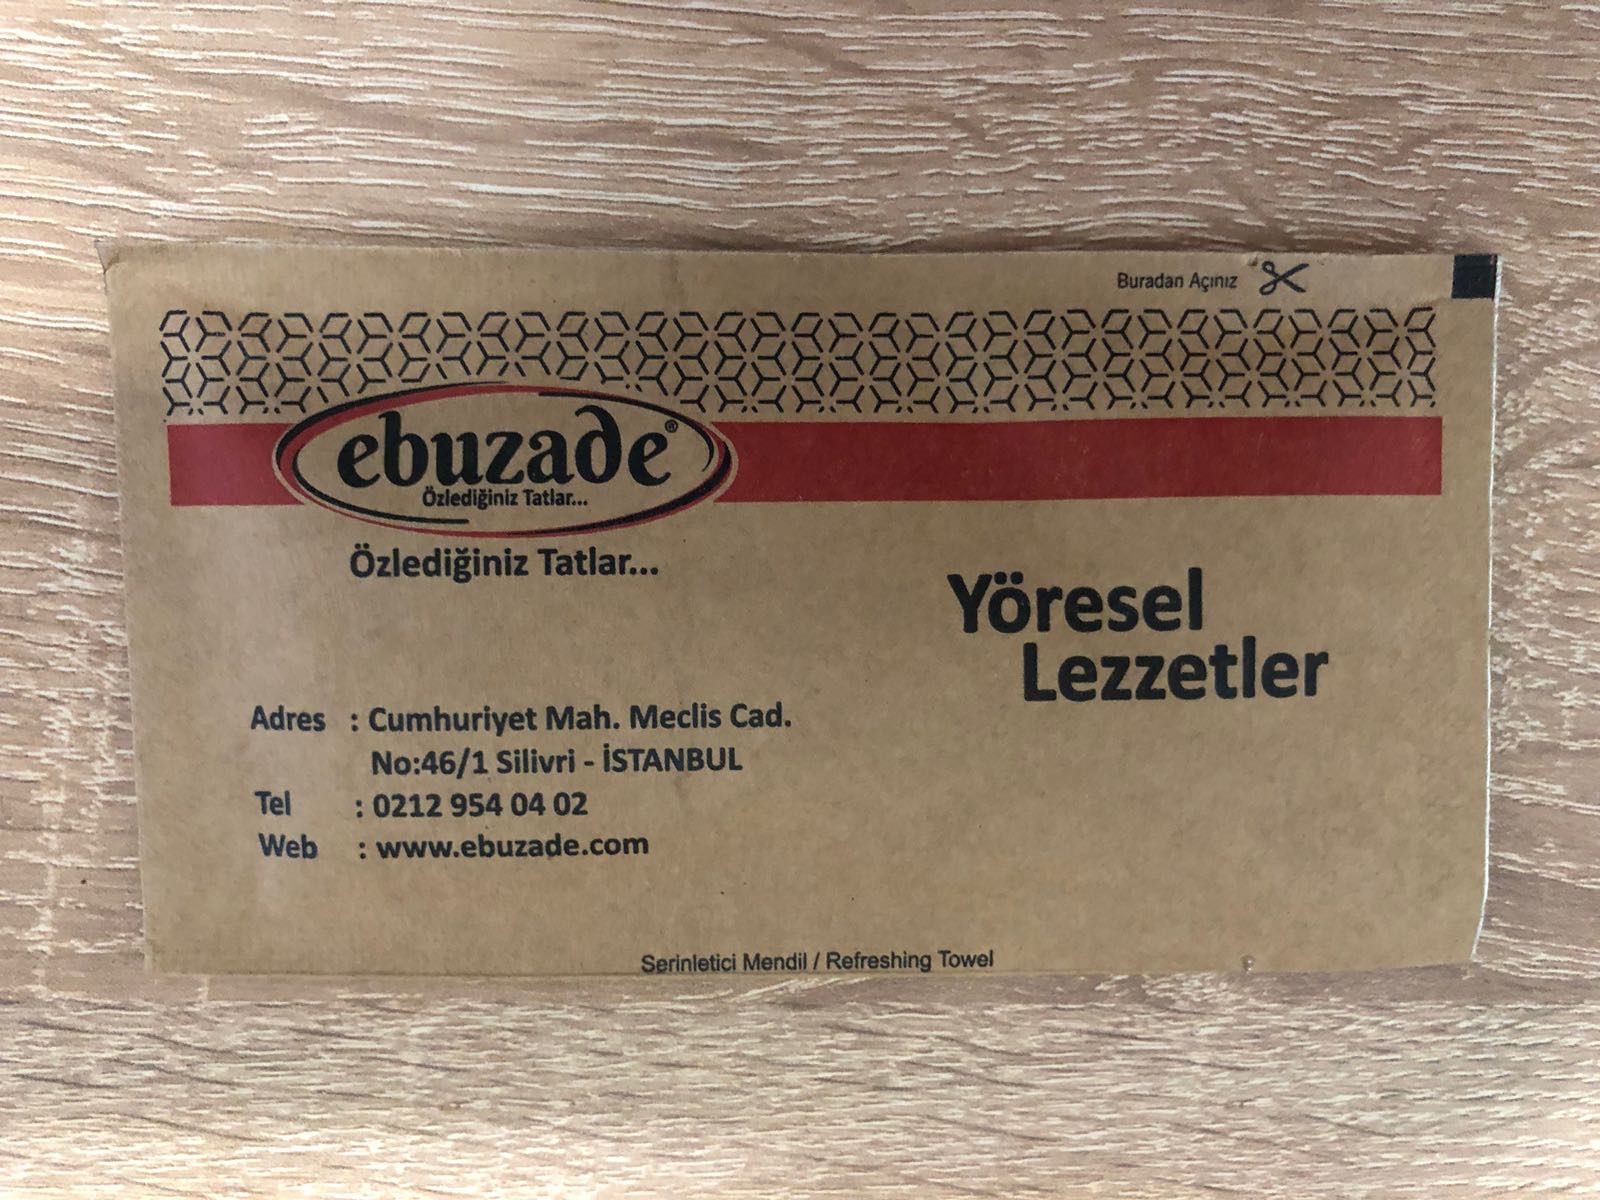 Buradan Açınız
ebuzade®
Özlediğiniz Tatlar...
Özlediğiniz Tatlar...
Yöresel
Lezzetler
Adres : Cumhuriyet Mah. Meclis Cad.
No:46/1 Silivri - İSTANBUL
Tel : 0212 954 04 02
Web : www.ebuzade.com
Serinletici Mendil / Refreshing Towel